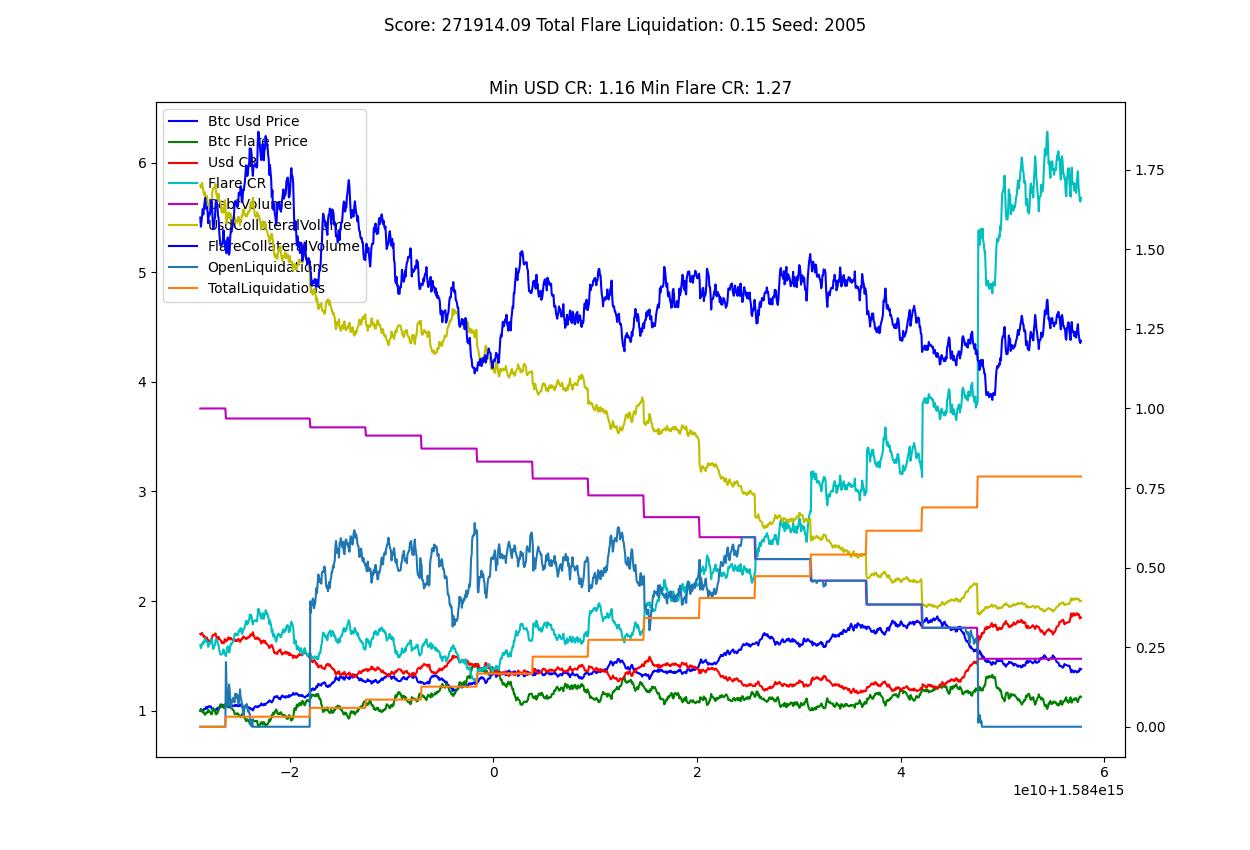 Score: 271914.09 Total Flare Liquidation: 0.15 Seed: 2005
Min USD CR: 1.16 Min Flare CR: 1.27
Btc Usd Price
Btc Flare Price
Usd CR
Flare CR
DebtVolume
UsdCollateralVolume
FlareCollateralVolume
OpenLiquidations
TotalLiquidations
6
5
4
3
2
1
1.75
1.50
1.25
1.00
0.75
0.50
0.25
0.00
−2
0
2
4
6
1e10+1.584e15